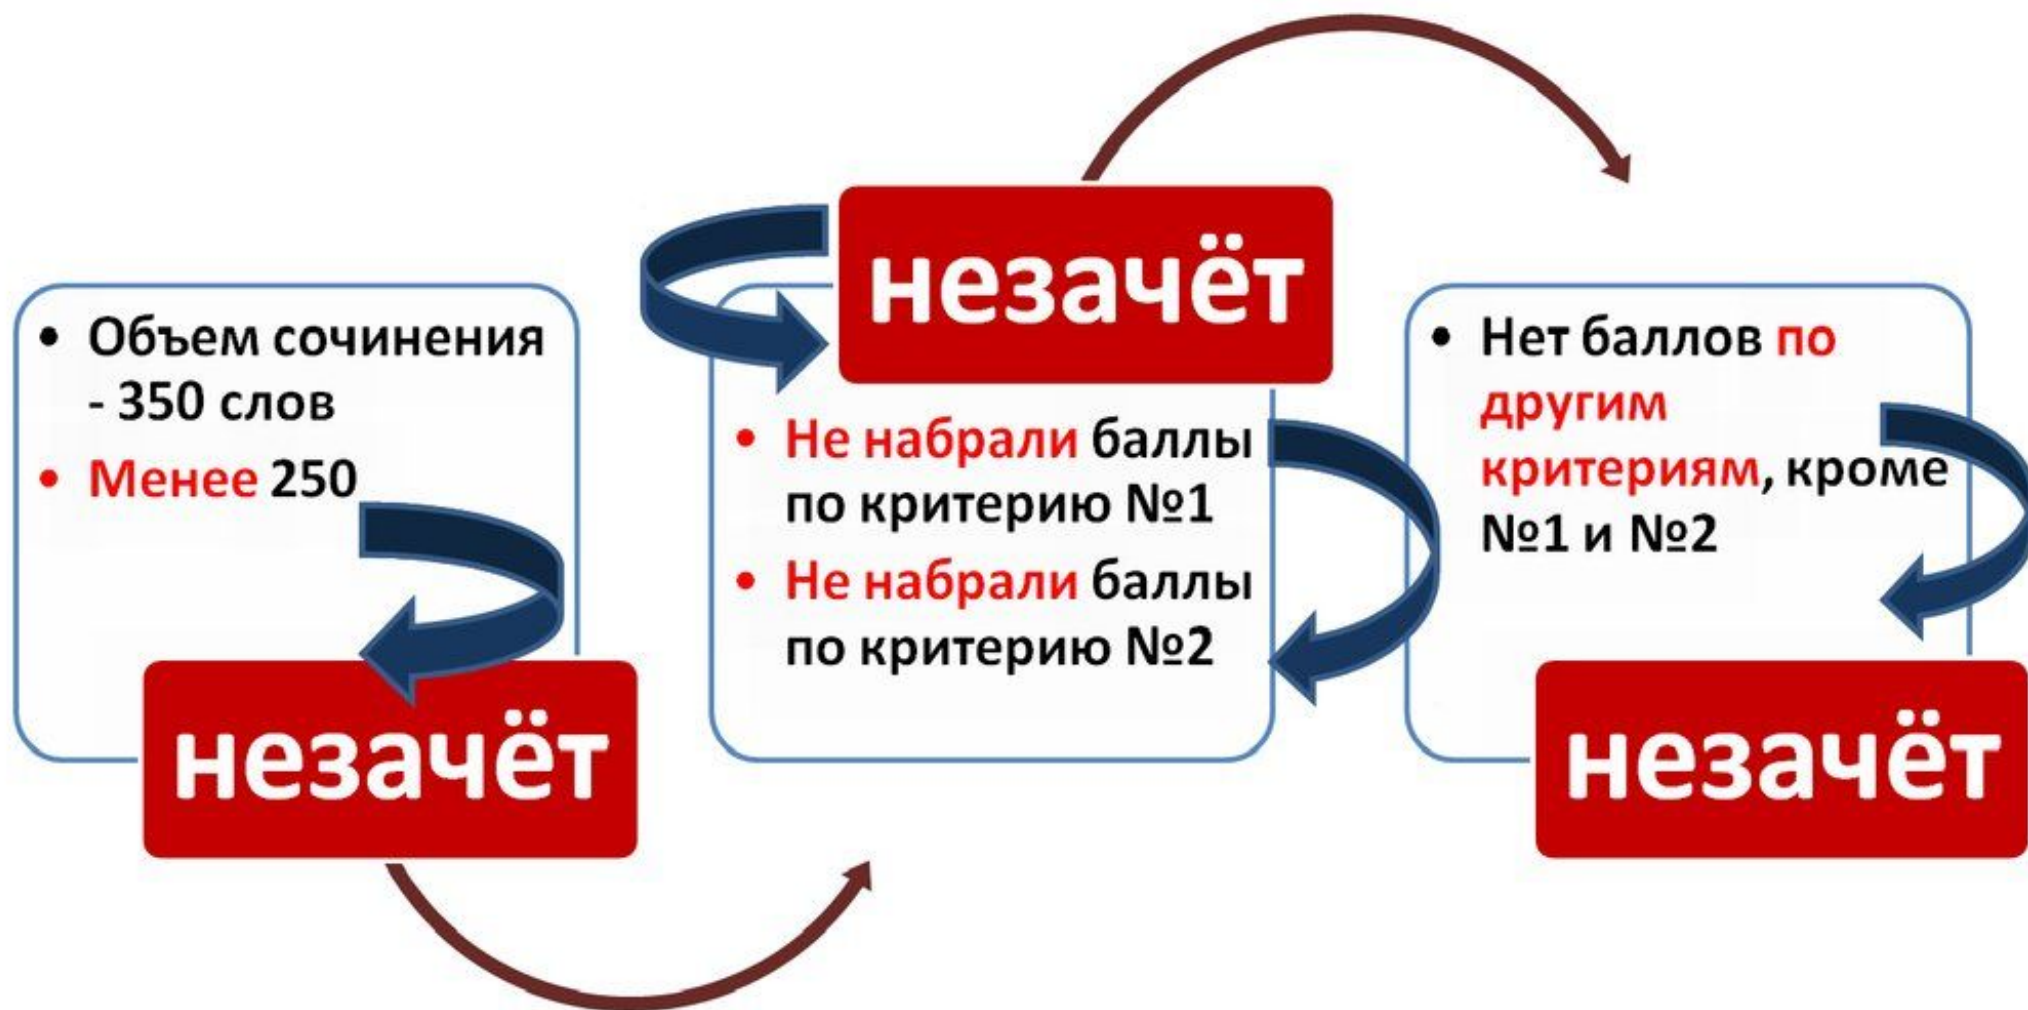 • Объем сочинения
- 350 слов
• Менее 250
незачёт
незачёт
• Не набрали баллы
по критерию №1
• Не набрали баллы
по критерию №2
• Нет баллов по
другим
критериям, кроме
№1 и №2
незачёт